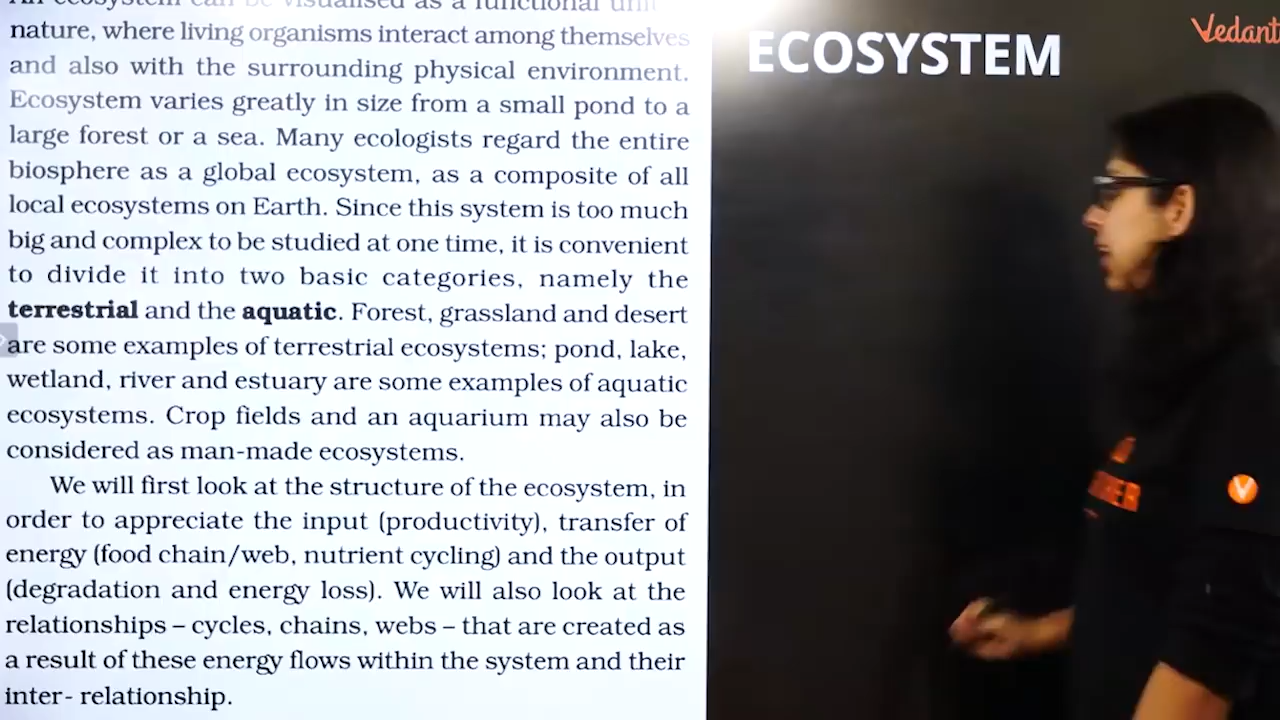 An ecosystem can be visualised as a functional unit
nature, where living organisms interact among themselves
and also with the surrounding physical environment.
Ecosystem varies greatly in size from a small pond to a
large forest or a sea. Many ecologists regard the entire
biosphere as a global ecosystem, as a composite of all
local ecosystems on Earth. Since this system is too much
big and complex to be studied at one time, it is convenient
to divide it into two basic categories, namely the
terrestrial and the aquatic. Forest, grassland and desert
are some examples of terrestrial ecosystems; pond, lake,
wetland, river and estuary are some examples of aquatic
ecosystems. Crop fields and an aquarium may also be
considered as man-made ecosystems.
We will first look at the structure of the ecosystem, in
order to appreciate the input (productivity), transfer of
energy (food chain/web, nutrient cycling) and the output
(degradation and energy loss). We will also look at the
relationships – cycles, chains, webs – that are created as
a result of these energy flows within the system and their
inter- relationship.
ECOSYSTEM
Vedant
V